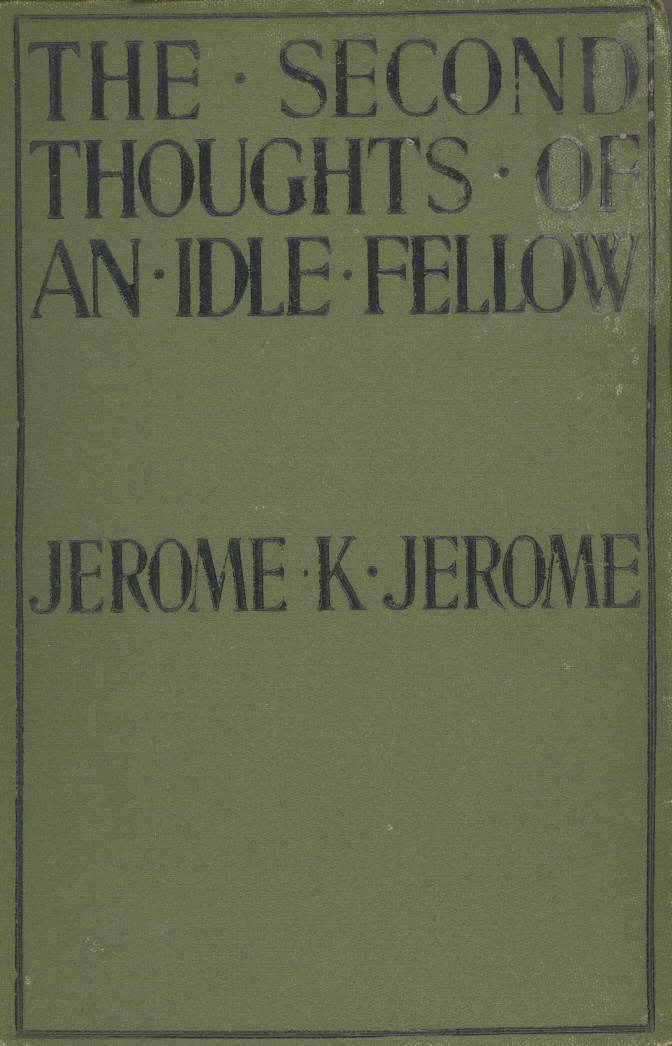 THE · SECOND
THOUGHTS · OF
AN · IDLE · FELLOW
JEROME · K · JEROME